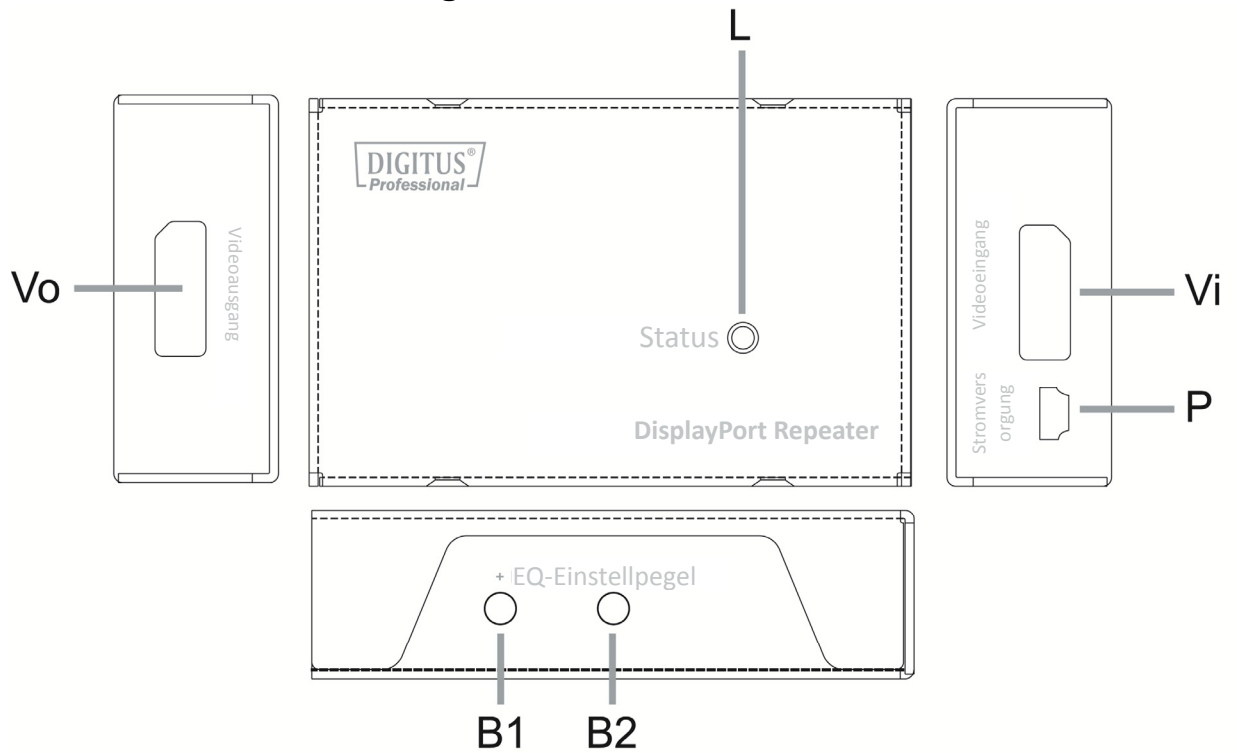 L
DIGITUS®
Professional
Videoausgang
Vo
Status
DisplayPort Repeater
Videoeingang
Vi
Stromvers
orgung
P
+ EQ-Einstellpegel
B1 B2